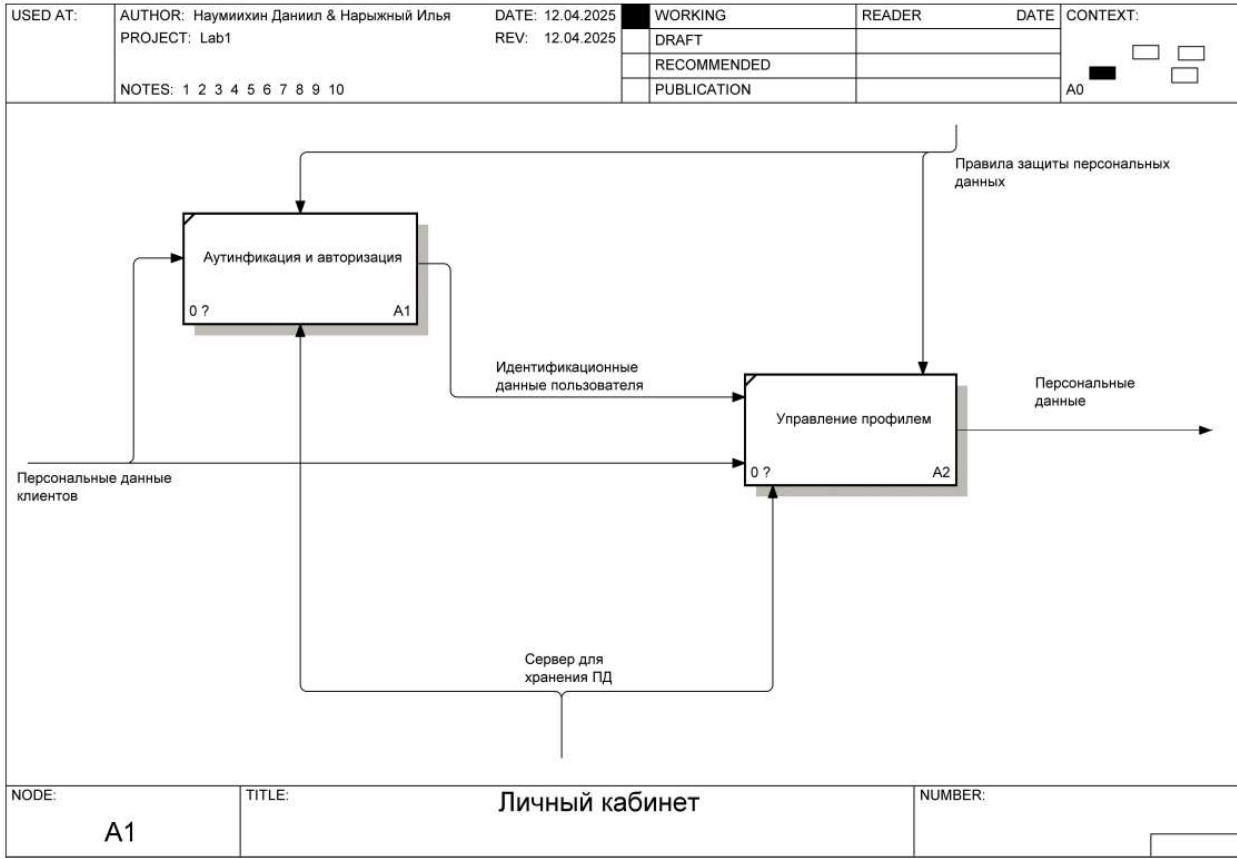 USED AT:
AUTHOR: Наумиихин Даниил & Нарыжный Илья
DATE: 12.04.2025
PROJECT: Lab1
REV: 12.04.2025
NOTES: 1 2 3 4 5 6 7 8 9 10
WORKING
DRAFT
RECOMMENDED
PUBLICATION
READER DATE
CONTEXT:
A0
Правила защиты персональных
данных
Аутинфикация и авторизация
0 ? A1
Идентификационные
данные пользователя
Персональные
данные
Управление профилем
0 ? A2
Персональные данные
клиентов
Сервер для
хранения ПД
NODE:
A1
TITLE:
Личный кабинет
NUMBER: